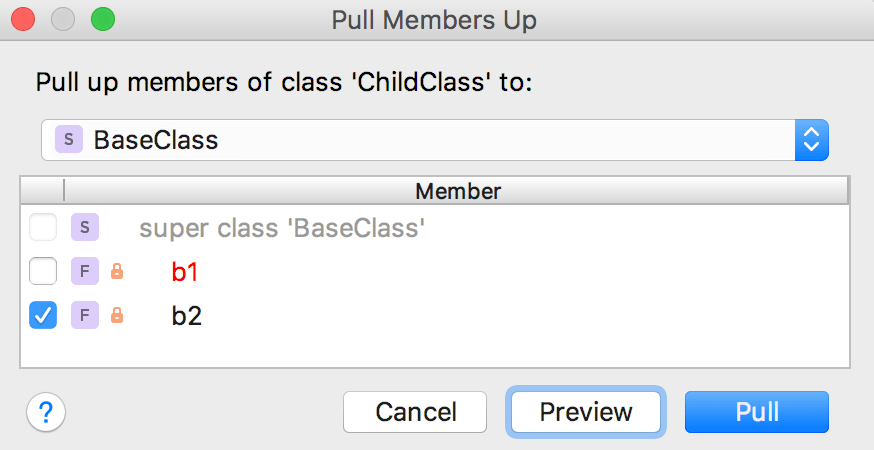 Pull Members Up
Pull up members of class 'ChildClass' to:
S BaseClass
Member
S super class 'BaseClass'
F b1
F b2
? Cancel Preview Pull